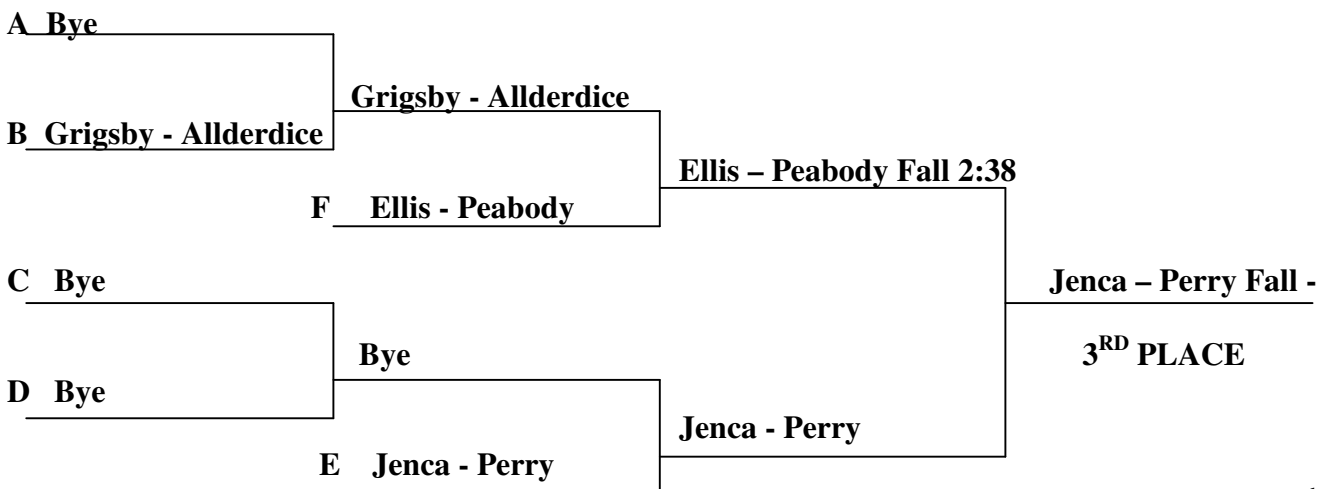 A Bye
Grigsby - Allderdice
B Grigsby - Allderdice
Ellis – Peabody Fall 2:38
F Ellis - Peabody
C Bye
Jenca – Perry Fall -
Bye
3RD PLACE
D Bye
Jenca - Perry
E Jenca - Perry